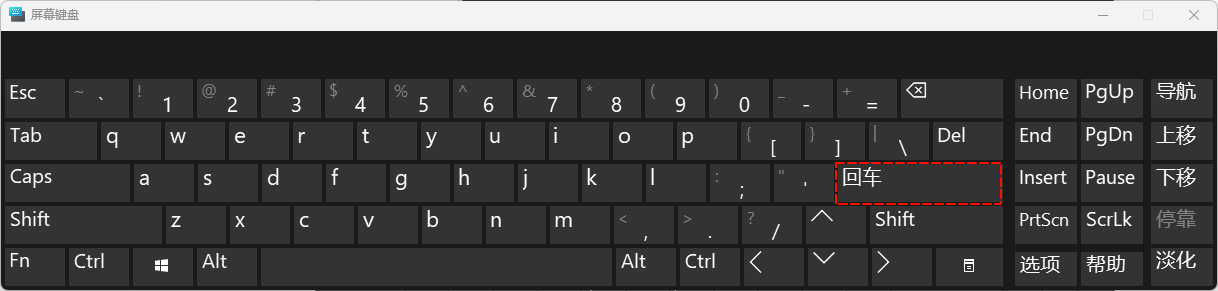 屏幕键盘
Esc ~ ` ! 1 @ 2 # 3 $ 4 % 5 ^ 6 & 7 * 8 ( 9 ) 0 _ - + = Home PgUp 导航
Tab q w e r t y u i o p { [ } ] | \ Del End PgDn 上移
Caps a s d f g h j k l : ; " ' 回车 Insert Pause 下移
Shift z x c v b n m < , > . ? / Shift PrtScn ScrLk 停靠
Fn Ctrl Alt Alt Ctrl 选项 帮助 淡化